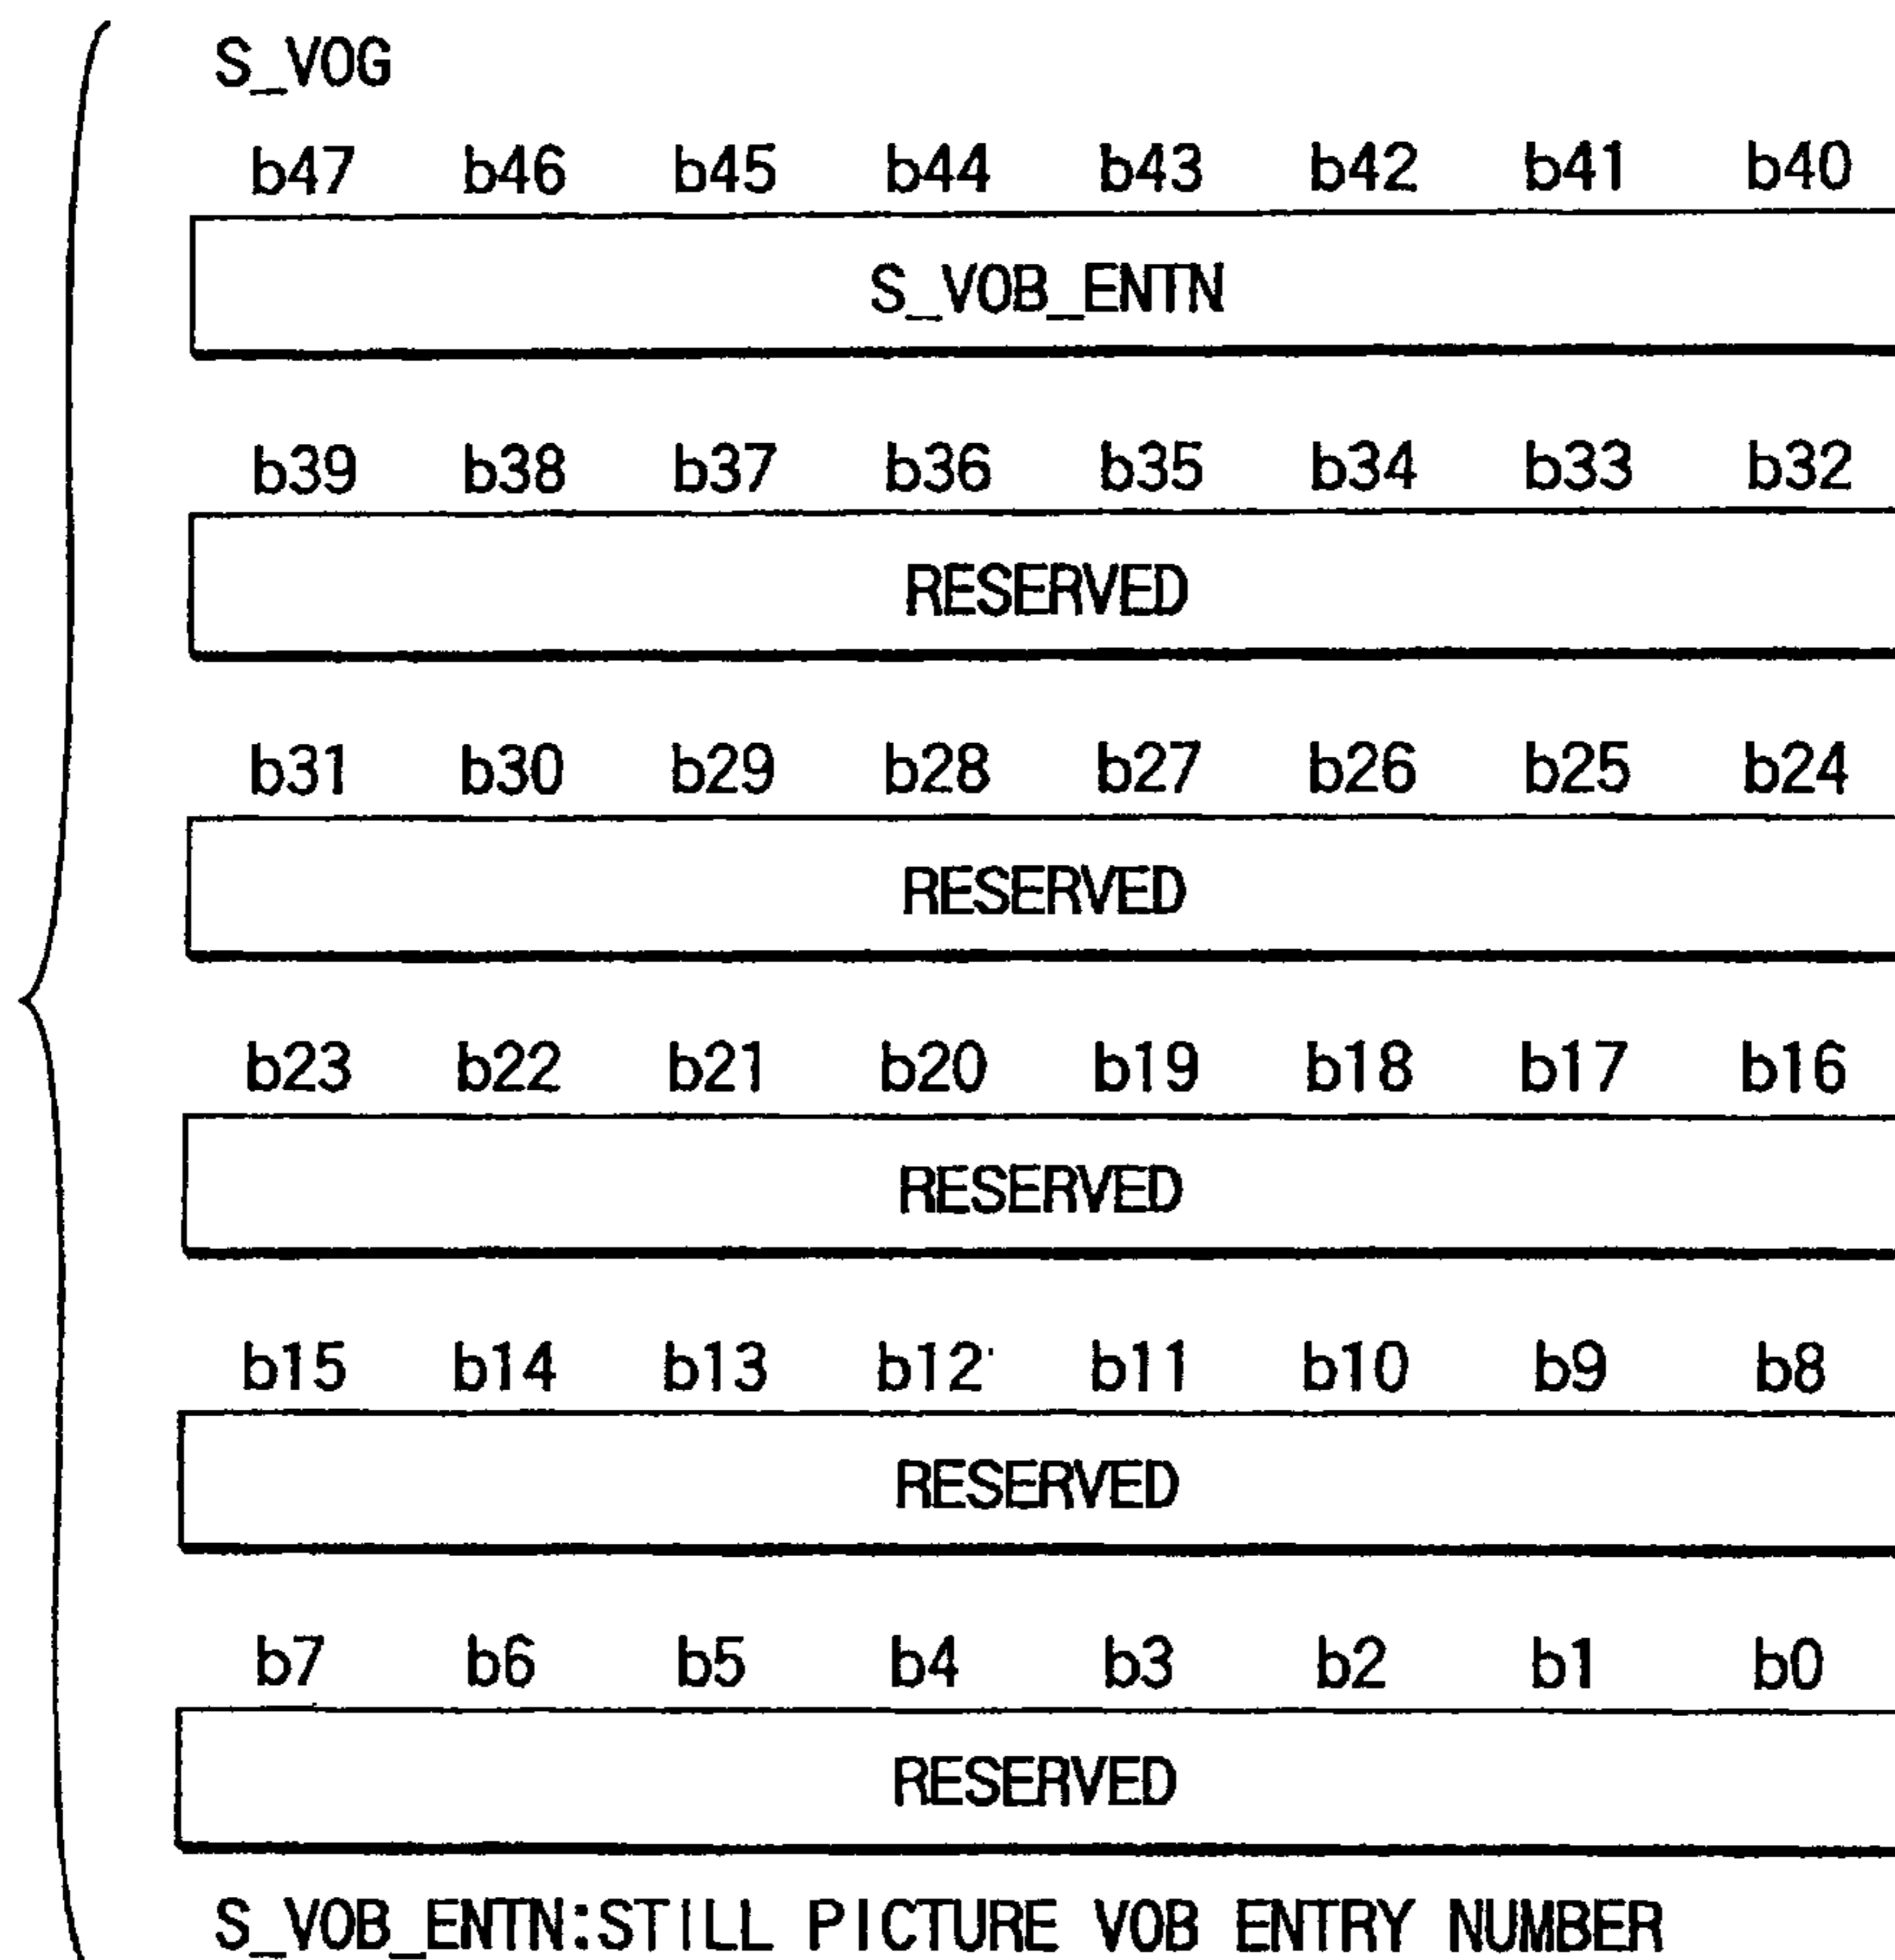 S_VOG
b47 b46 b45 b44 b43 b42 b41 b40
S_VOB_ENTN
b39 b38 b37 b36 b35 b34 b33 b32
RESERVED
b31 b30 b29 b28 b27 b26 b25 b24
RESERVED
b23 b22 b21 b20 b19 b18 b17 b16
RESERVED
b15 b14 b13 b12 b11 b10 b9 b8
RESERVED
b7 b6 b5 b4 b3 b2 b1 b0
RESERVED
S_VOB_ENTN:STILL PICTURE VOB ENTRY NUMBER